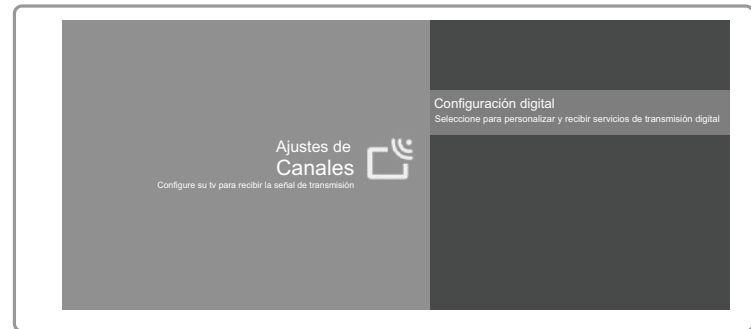 Ajustes de
Canales
Configure su tv para recibir la señal de transmisión
Configuración digital
Seleccione para personalizar y recibir servicios de transmisión digital